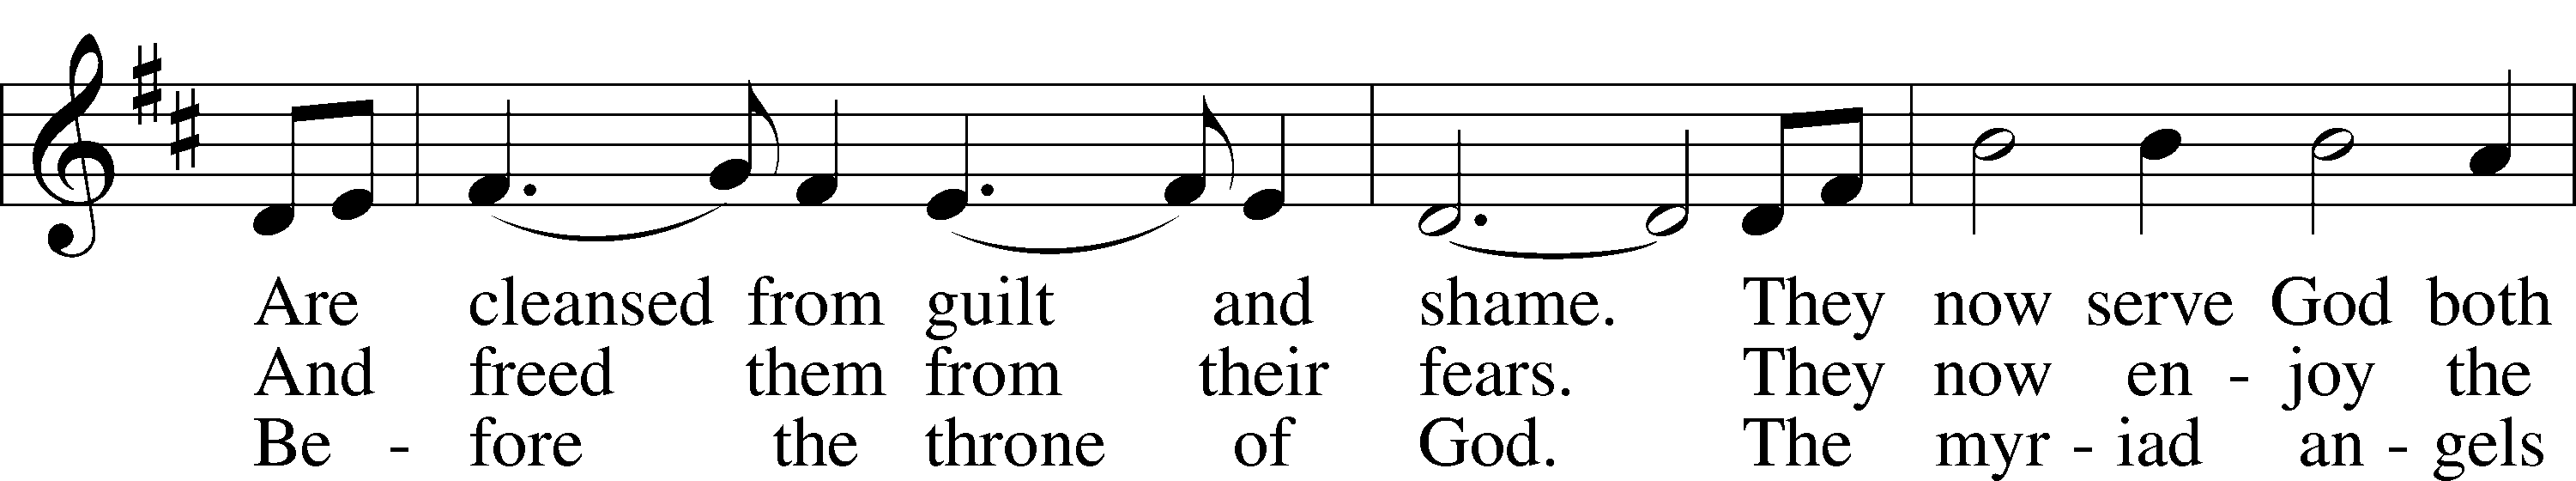 Are cleansed from guilt and shame. They now serve God both
And freed them from their fears. They now en - joy the
Be - fore the throne of God. The myr - iad an - gels